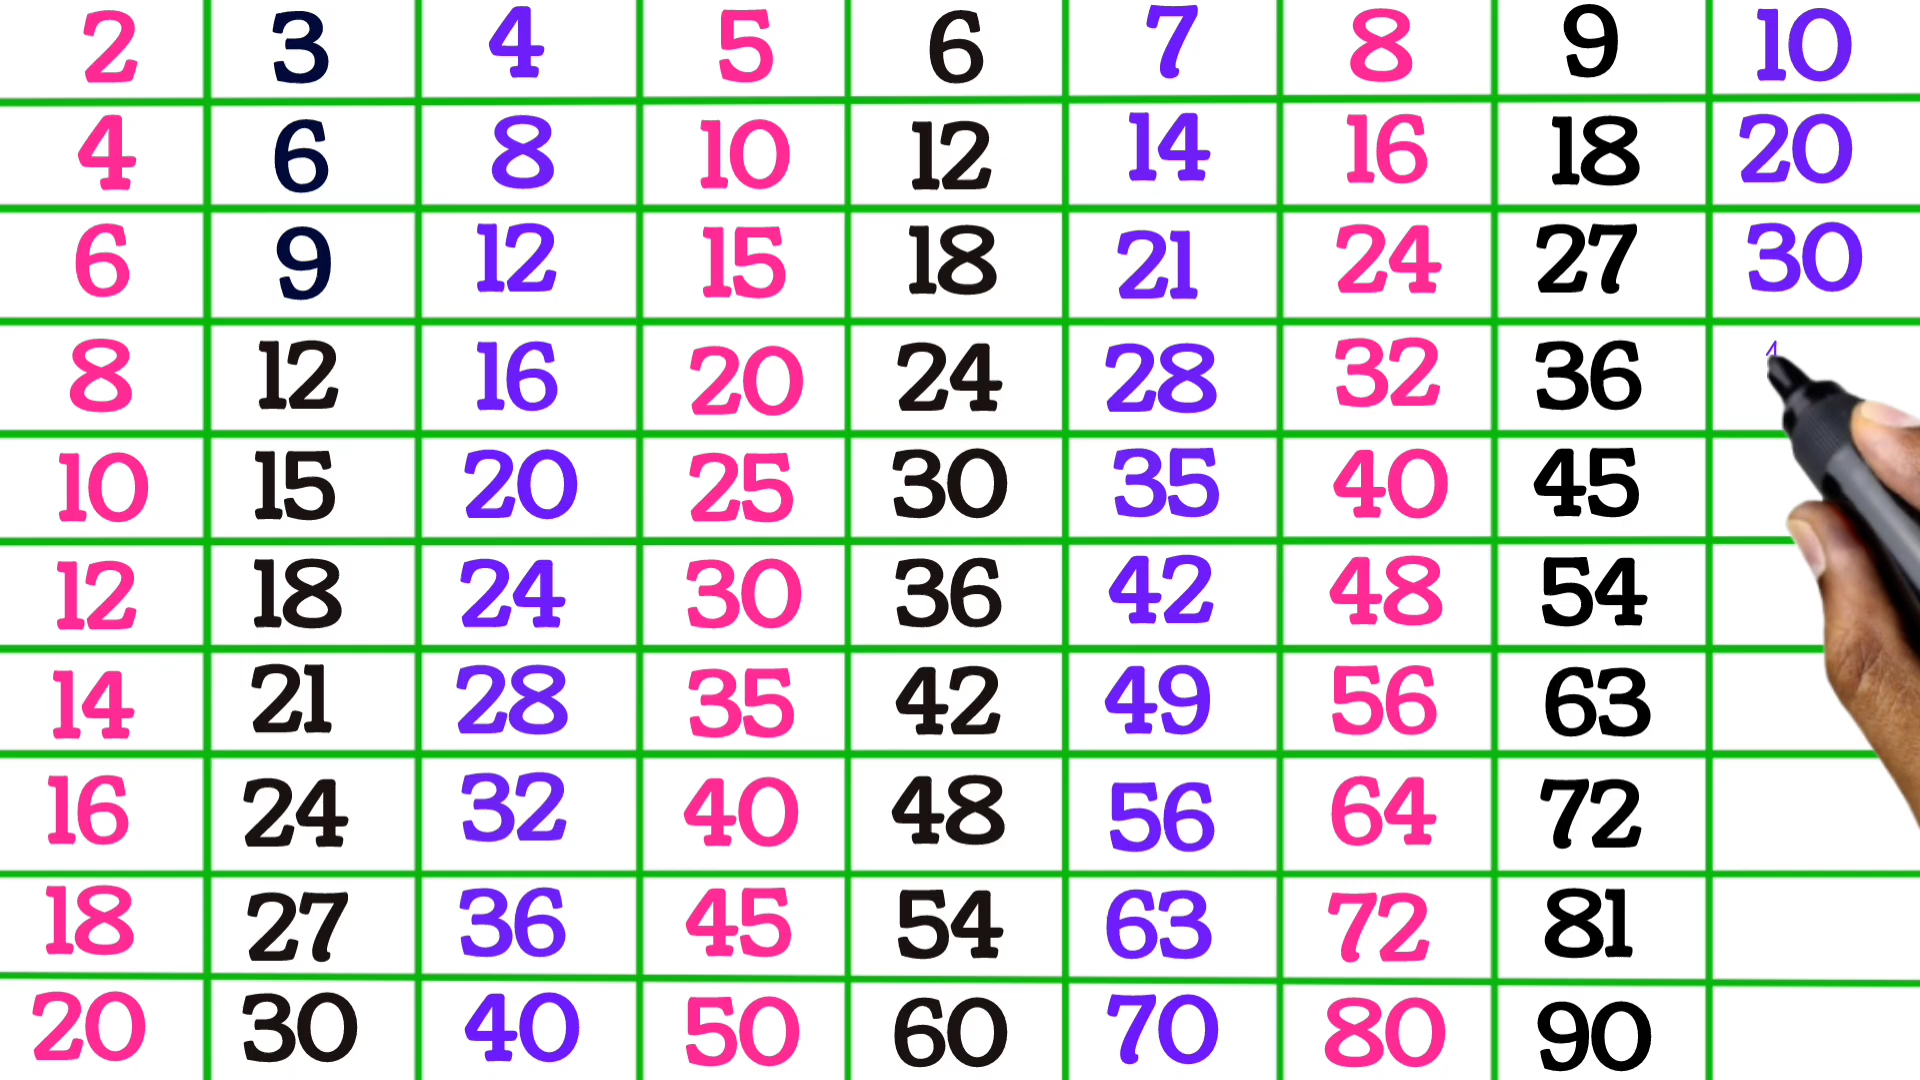 2 3 4 5 6 7 8 9 10
4 6 8 10 12 14 16 18 20
6 9 12 15 18 21 24 27 30
8 12 16 20 24 28 32 36
10 15 20 25 30 35 40 45
12 18 24 30 36 42 48 54
14 21 28 35 42 49 56 63
16 24 32 40 48 56 64 72
18 27 36 45 54 63 72 81
20 30 40 50 60 70 80 90